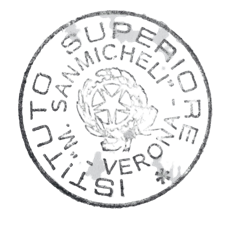 ISTITUTO SUPERIORE
"M. SANMICHELI" - VERONA -